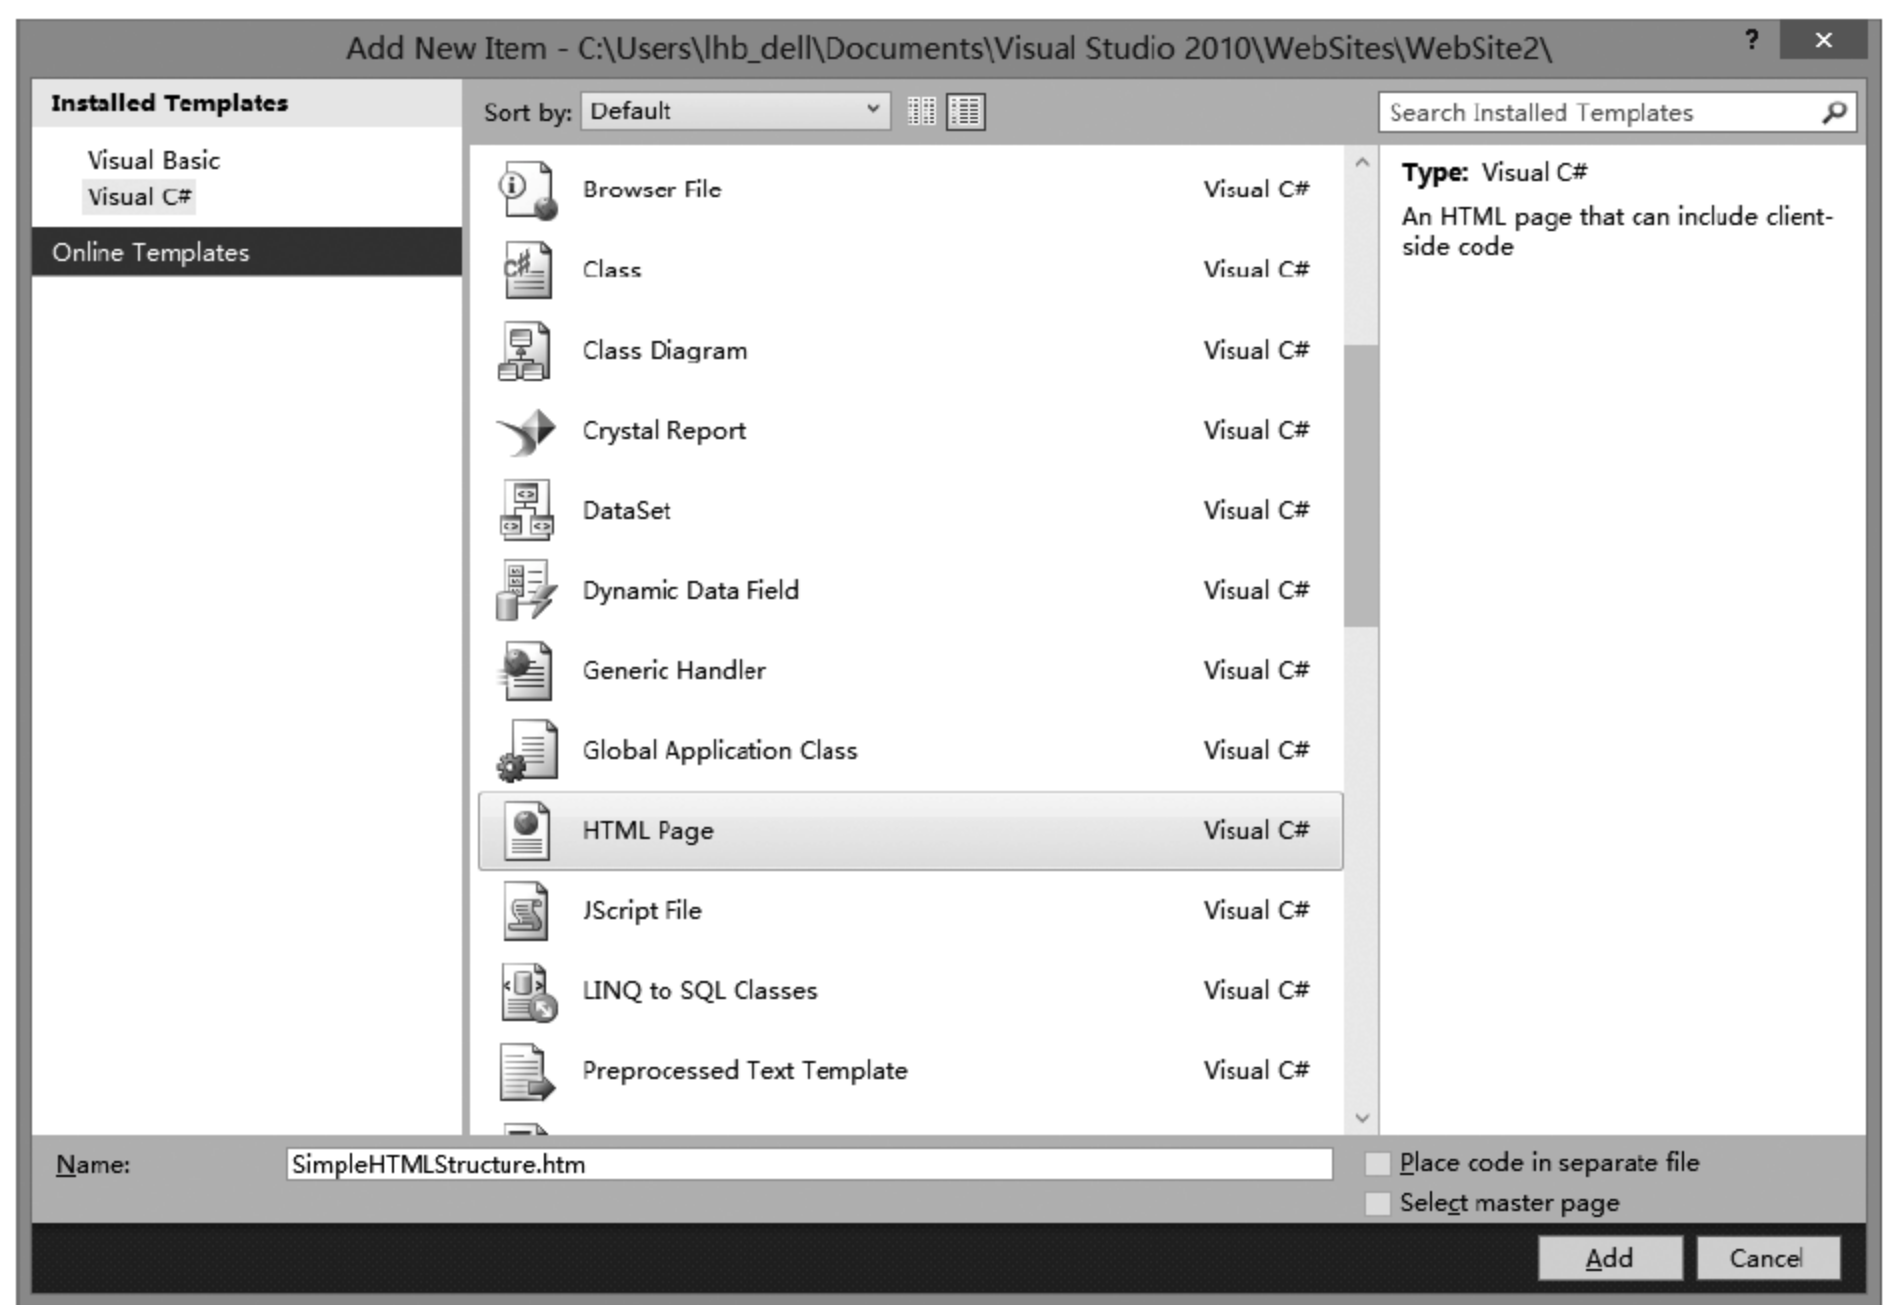 Add New Item - C:\Users\lhb_dell\Documents\Visual Studio 2010\WebSites\WebSite2\
? ×
Installed Templates
Visual Basic
Visual C#
Online Templates
Sort by: Default
Search Installed Templates
Browser File Visual C#
Class Visual C#
Class Diagram Visual C#
Crystal Report Visual C#
DataSet Visual C#
Dynamic Data Field Visual C#
Generic Handler Visual C#
Global Application Class Visual C#
HTML Page Visual C#
JScript File Visual C#
LINQ to SQL Classes Visual C#
Preprocessed Text Template Visual C#
Type: Visual C#
An HTML page that can include client-
side code
Name: SimpleHTMLStructure.htm
Place code in separate file
Select master page
Add Cancel